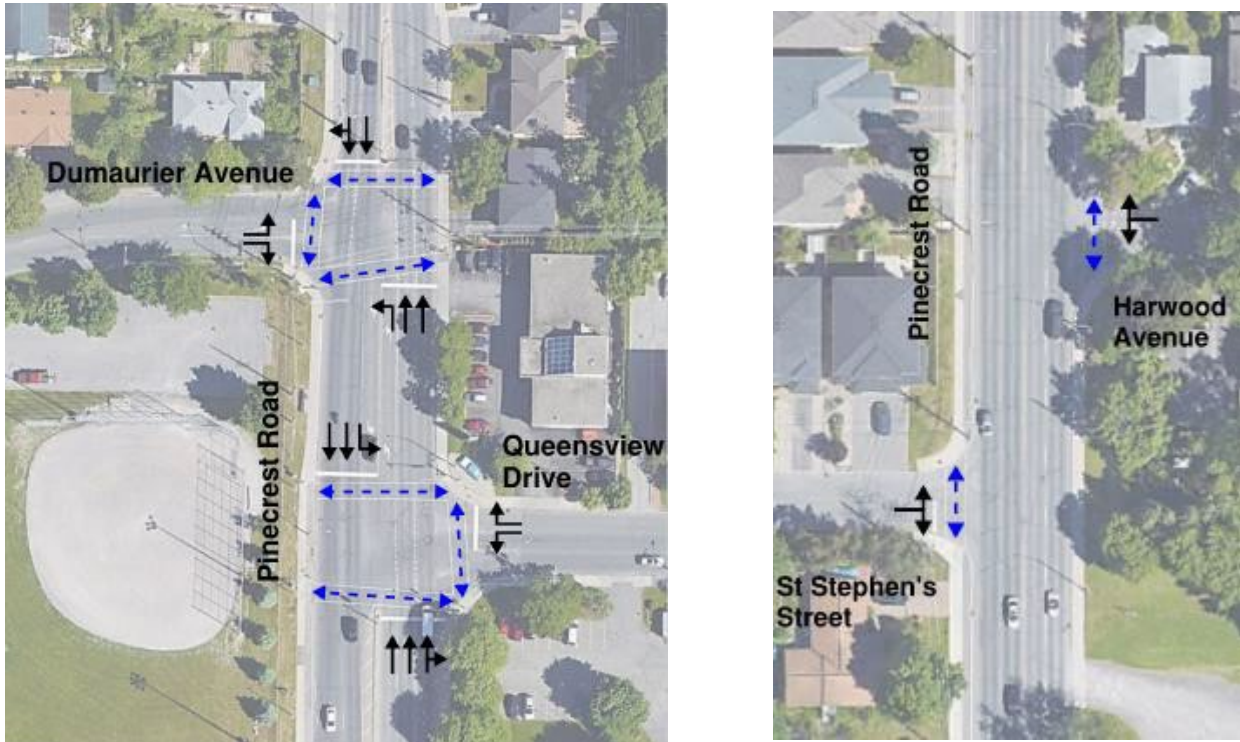 Dumaurier Avenue
Pinecrest Road
Queensview
Drive
Pinecrest Road
Harwood
Avenue
St Stephen's
Street